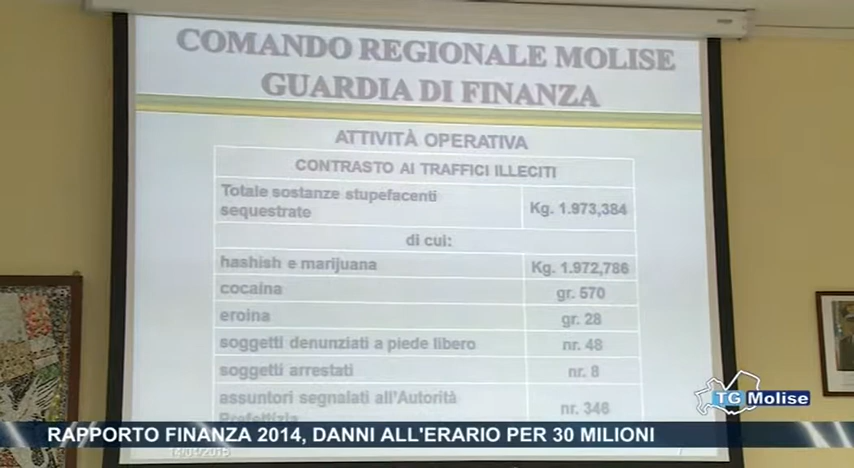 COMANDO REGIONALE MOLISE
GUARDIA DI FINANZA
ATTIVITÀ OPERATIVA
CONTRASTO AI TRAFFICI ILLECITI
Totale sostanze stupefacenti
sequestrate
Kg. 1.973,384
di cui:
hashish e marijuana Kg. 1.972,786
cocaina gr. 570
eroina gr. 28
soggetti denunziati a piede libero nr. 48
soggetti arrestati nr. 8
assuntori segnalati all'Autorità
Prefettizia
nr. 346
TG Molise
RAPPORTO FINANZA 2014, DANNI ALL'ERARIO PER 30 MILIONI